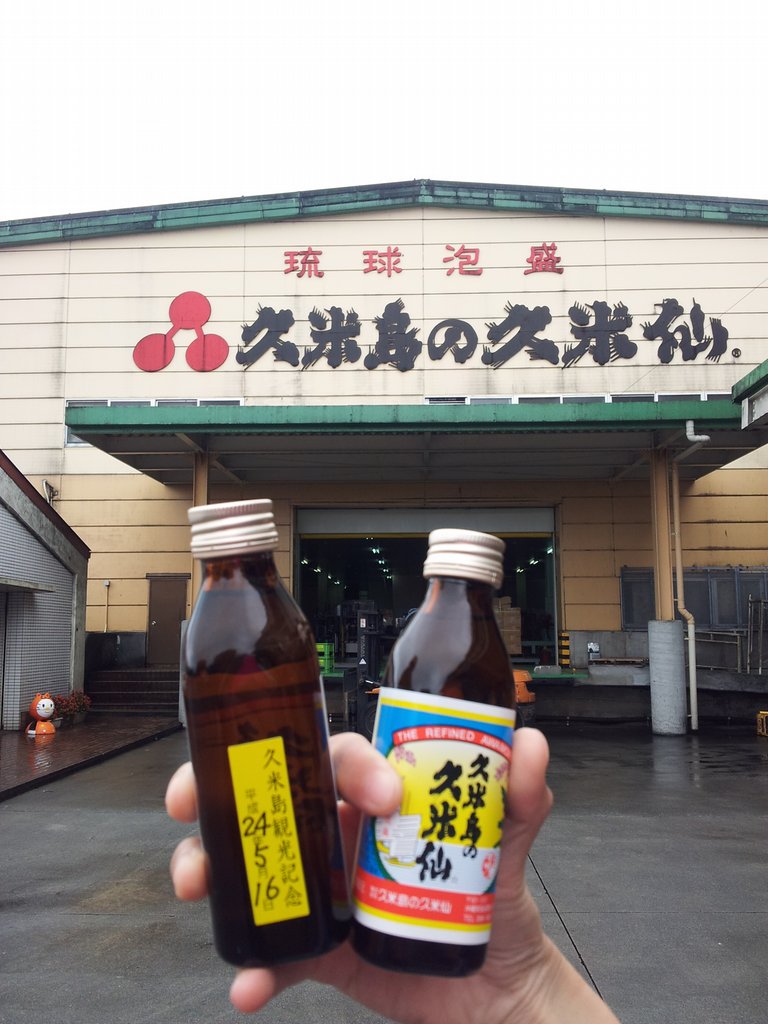 琉球泡盛
久米島の久米仙
久米島観光記念
平成24年5月16日
THE REFINED
久米島の
久米仙
久米島の久米仙